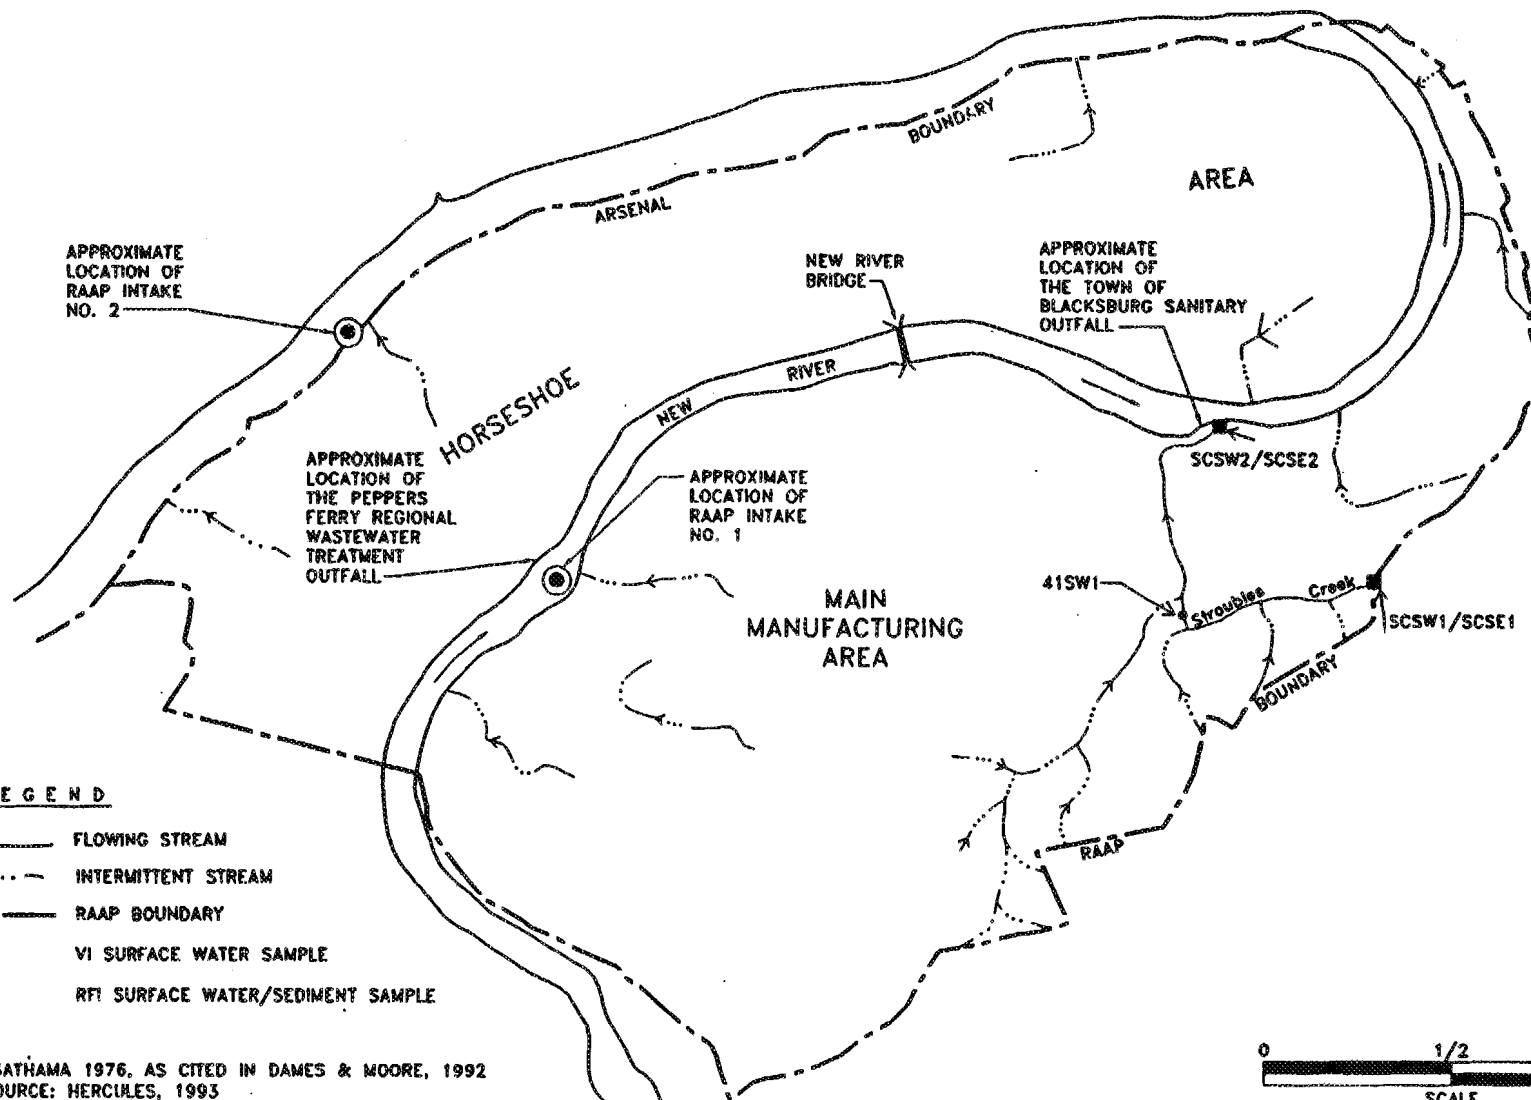 BOUNDARY
AREA
ARSENAL
APPROXIMATE
LOCATION OF
RAAP INTAKE
NO. 2
NEW RIVER
BRIDGE
APPROXIMATE
LOCATION OF
THE TOWN OF
BLACKSBURG SANITARY
OUTFALL
HORSESHOE
NEW
RIVER
SCSW2/SCSE2
APPROXIMATE
LOCATION OF
THE PEPPERS
FERRY REGIONAL
WASTEWATER
TREATMENT
OUTFALL
APPROXIMATE
LOCATION OF
RAAP INTAKE
NO. 1
MAIN
MANUFACTURING
AREA
41SW1
Stroubles Creek
SCSW1/SCSE1
BOUNDARY
RAAP
EGEND
FLOWING STREAM
INTERMITTENT STREAM
RAAP BOUNDARY
VI SURFACE WATER SAMPLE
RFI SURFACE WATER/SEDIMENT SAMPLE
SATHAMA 1976, AS CITED IN DAMES & MOORE, 1992
OURCE: HERCULES, 1993
0 1/2
SCALE